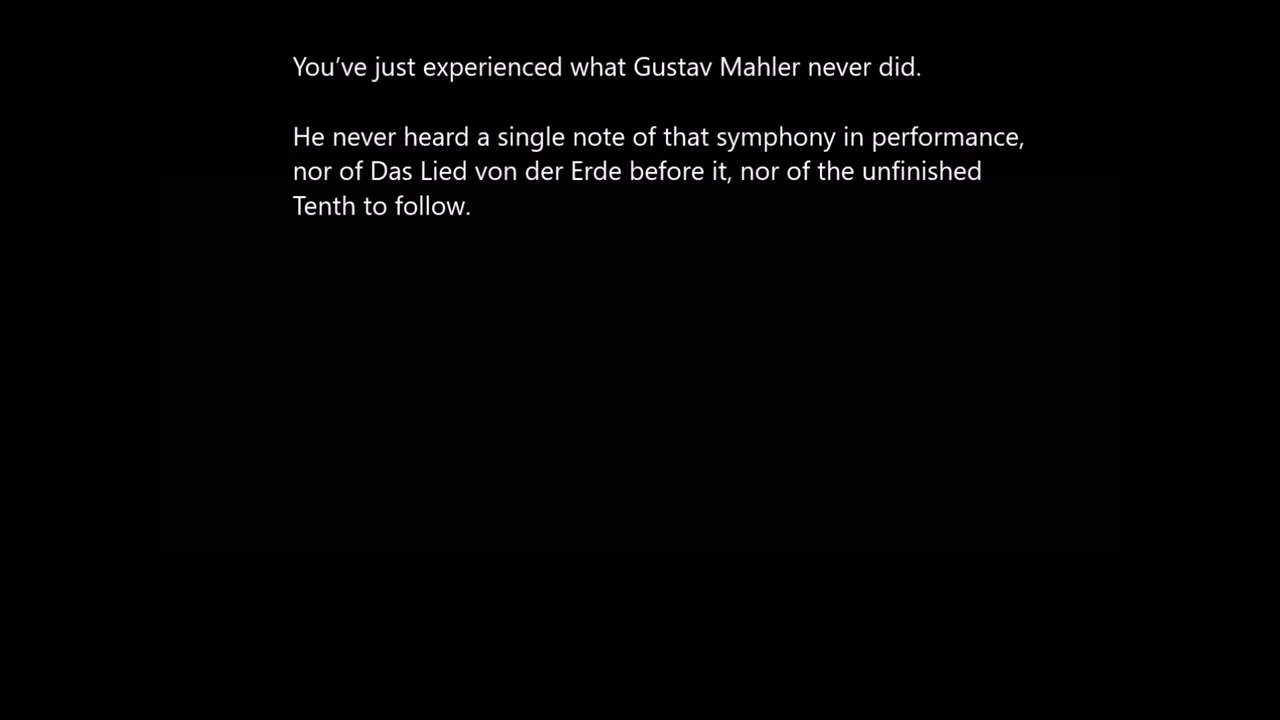 You've just experienced what Gustav Mahler never did.
He never heard a single note of that symphony in performance,
nor of Das Lied von der Erde before it, nor of the unfinished
Tenth to follow.